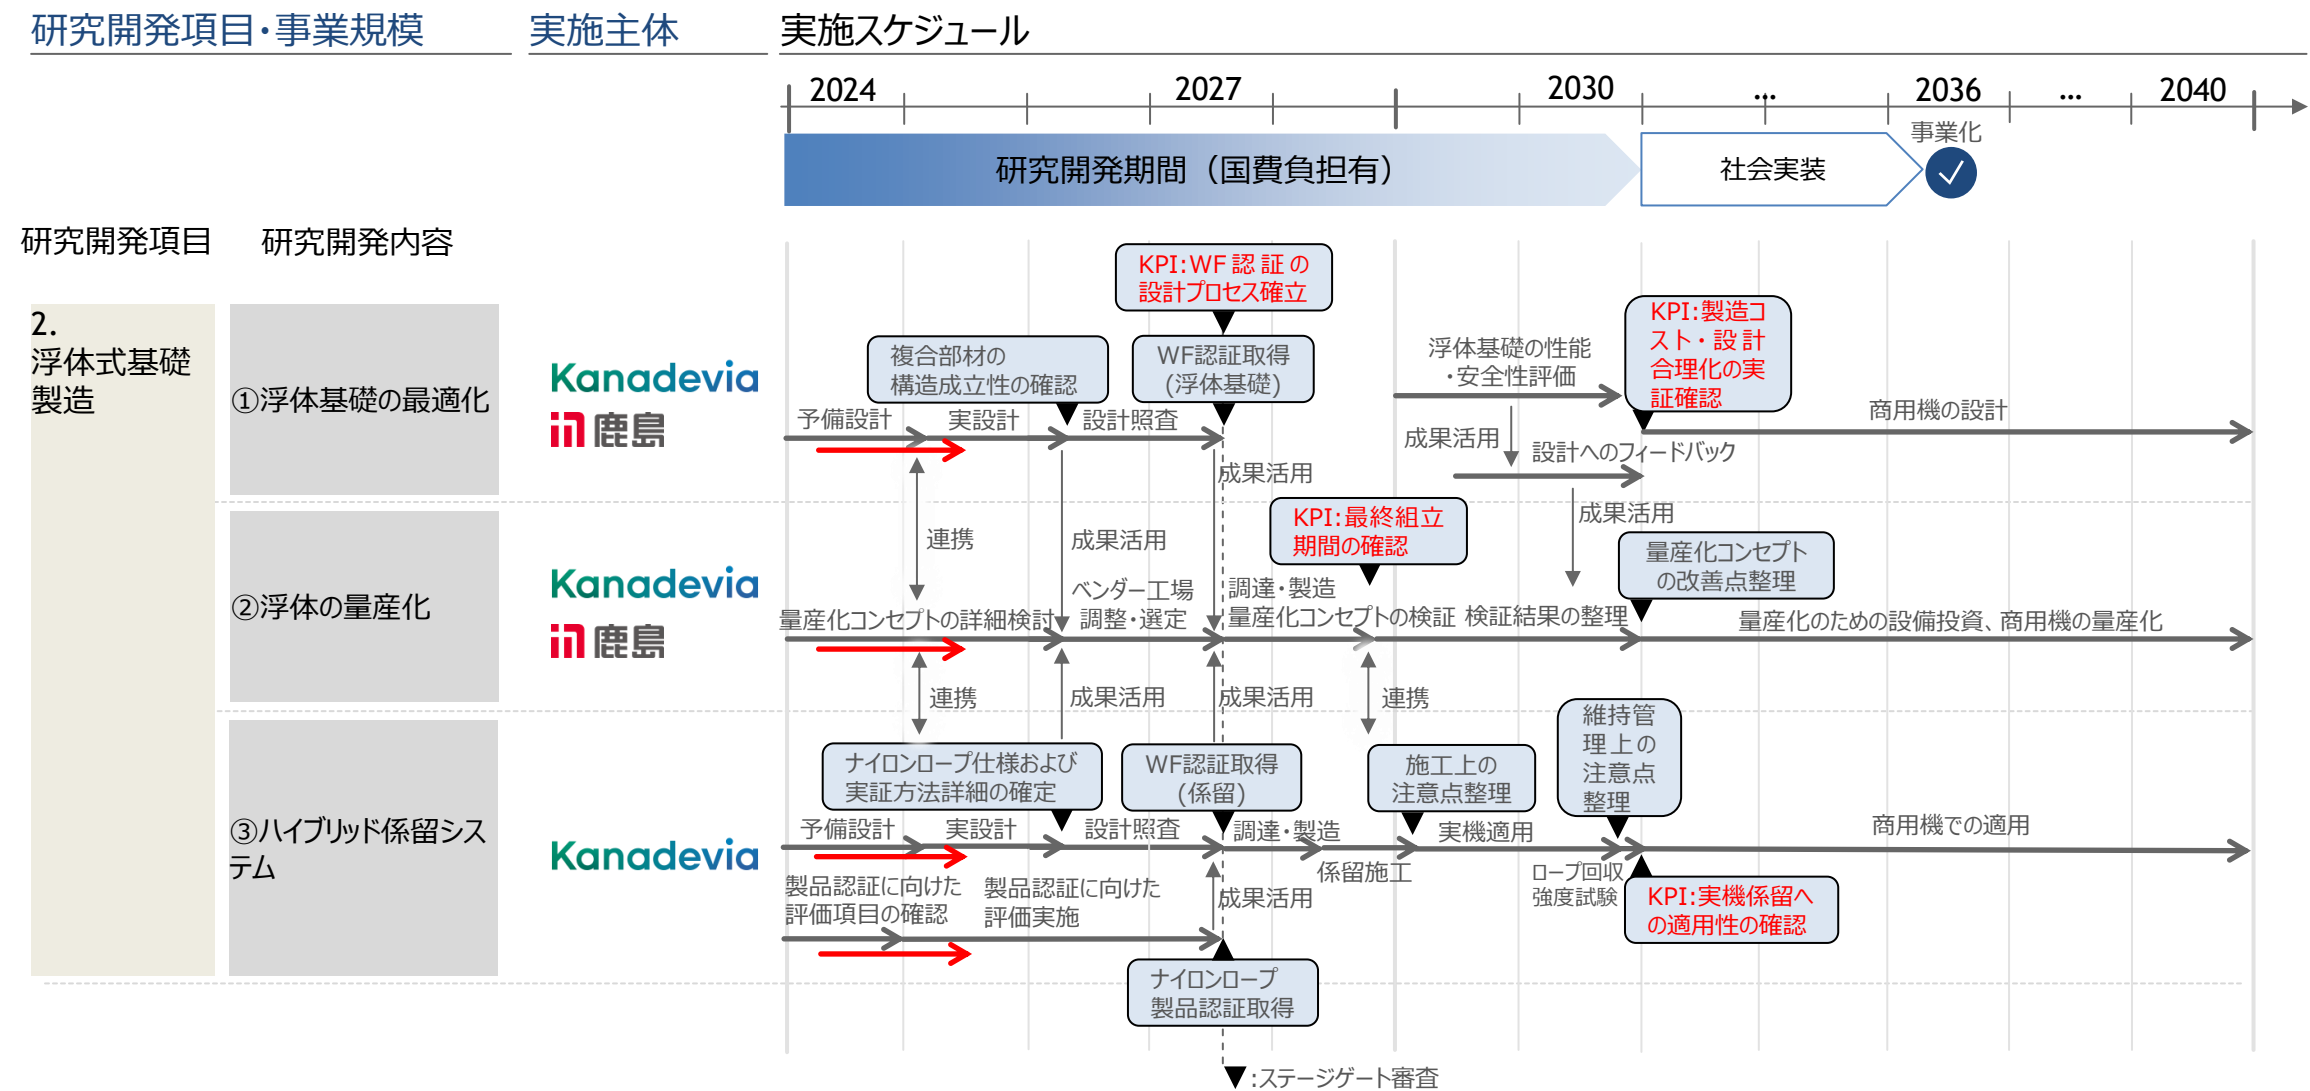 研究開発項目・事業規模
実施主体
実施スケジュール
2024
2027
2030
...
2036
...
2040
事業化
研究開発期間（国費負担有）
社会実装
研究開発項目
研究開発内容
2.
浮体式基礎
製造
①浮体基礎の最適化
Kanadevia
鹿島
KPI:WF認証の
設計プロセス確立
複合部材の
構造成立性の確認
WF認証取得
(浮体基礎)
浮体基礎の性能
・安全性評価
KPI:製造コ
スト・設計
合理化の実
証確認
予備設計
実設計
設計照査
成果活用
成果活用
設計へのフィードバック
商用機の設計
②浮体の量産化
Kanadevia
鹿島
連携
成果活用
KPI:最終組立
期間の確認
成果活用
量産化コンセプト
の改善点整理
量産化コンセプトの詳細検討
ベンダー工場
調整・選定
調達・製造
量産化コンセプトの検証
検証結果の整理
量産化のための設備投資、商用機の量産化
連携
成果活用
成果活用
連携
③ハイブリッド係留シス
テム
Kanadevia
ナイロンロープ仕様および
実証方法詳細の確定
WF認証取得
(係留)
施工上の
注意点整理
維持管
理上の
注意点
整理
予備設計
実設計
設計照査
調達・製造
係留施工
実機適用
ロープ回収
強度試験
商用機での適用
KPI:実機係留へ
の適用性の確認
製品認証に向けた
評価項目の確認
製品認証に向けた
評価実施
成果活用
ナイロンロープ
製品認証取得
▼:ステージゲート審査